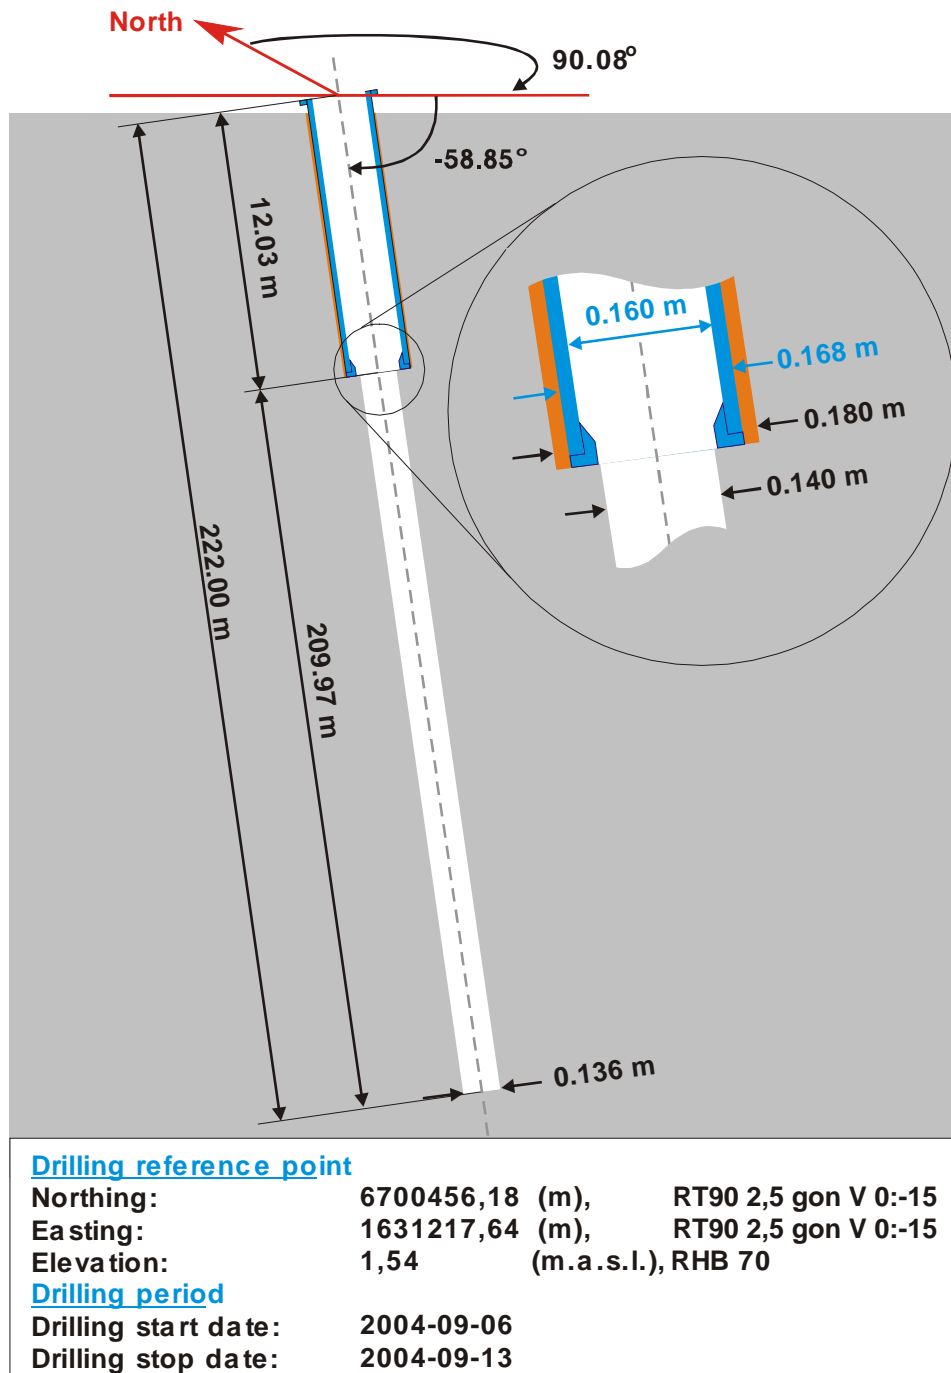 North
90.08°
-58.85°
12.03 m
0.160 m
0.168 m
0.180 m
0.140 m
222.00 m
209.97 m
0.136 m
Drilling reference point
Northing: 6700456,18 (m), RT90 2,5 gon V 0:-15
Easting: 1631217,64 (m), RT90 2,5 gon V 0:-15
Elevation: 1,54 (m.a.s.l.), RHB 70
Drilling period
Drilling start date: 2004-09-06
Drilling stop date: 2004-09-13